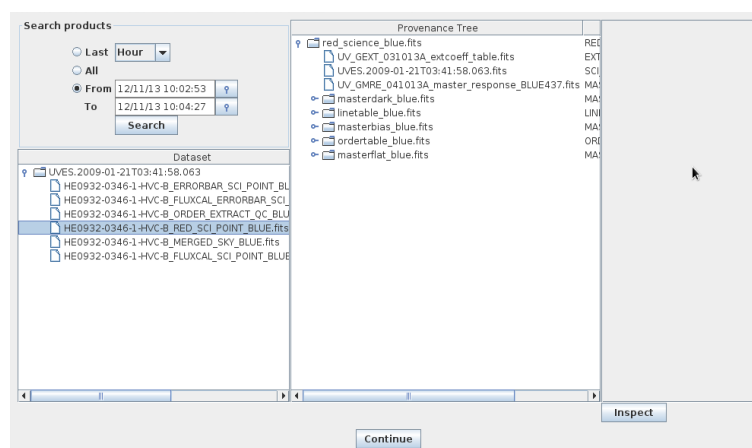 Search products
Last Hour
All
From 12/11/13 10:02:53
To 12/11/13 10:04:27
Search
Dataset
UVES.2009-01-21T03:41:58.063
HE0932-0346-1-HVC-B_ERRORBAR_SCI_POINT_BL
HE0932-0346-1-HVC-B_FLUXCAL_ERRORBAR_SCI_
HE0932-0346-1-HVC-B_ORDER_EXTRACT_QC_BLU
HE0932-0346-1-HVC-B_RED_SCI_POINT_BLUE.fits
HE0932-0346-1-HVC-B_MERGED_SKY_BLUE.fits
HE0932-0346-1-HVC-B_FLUXCAL_SCI_POINT_BLUE
Provenance Tree
red_science_blue.fits RED
UV_GEXT_031013A_extcoeff_table.fits EXT
UVES.2009-01-21T03:41:58.063.fits SCI_
UV_GMRE_041013A_master_response_BLUE437.fits MAS
masterdark_blue.fits MAS
linetable_blue.fits LINE
masterbias_blue.fits MAS
ordertable_blue.fits ORD
masterflat_blue.fits MAS
Inspect
Continue